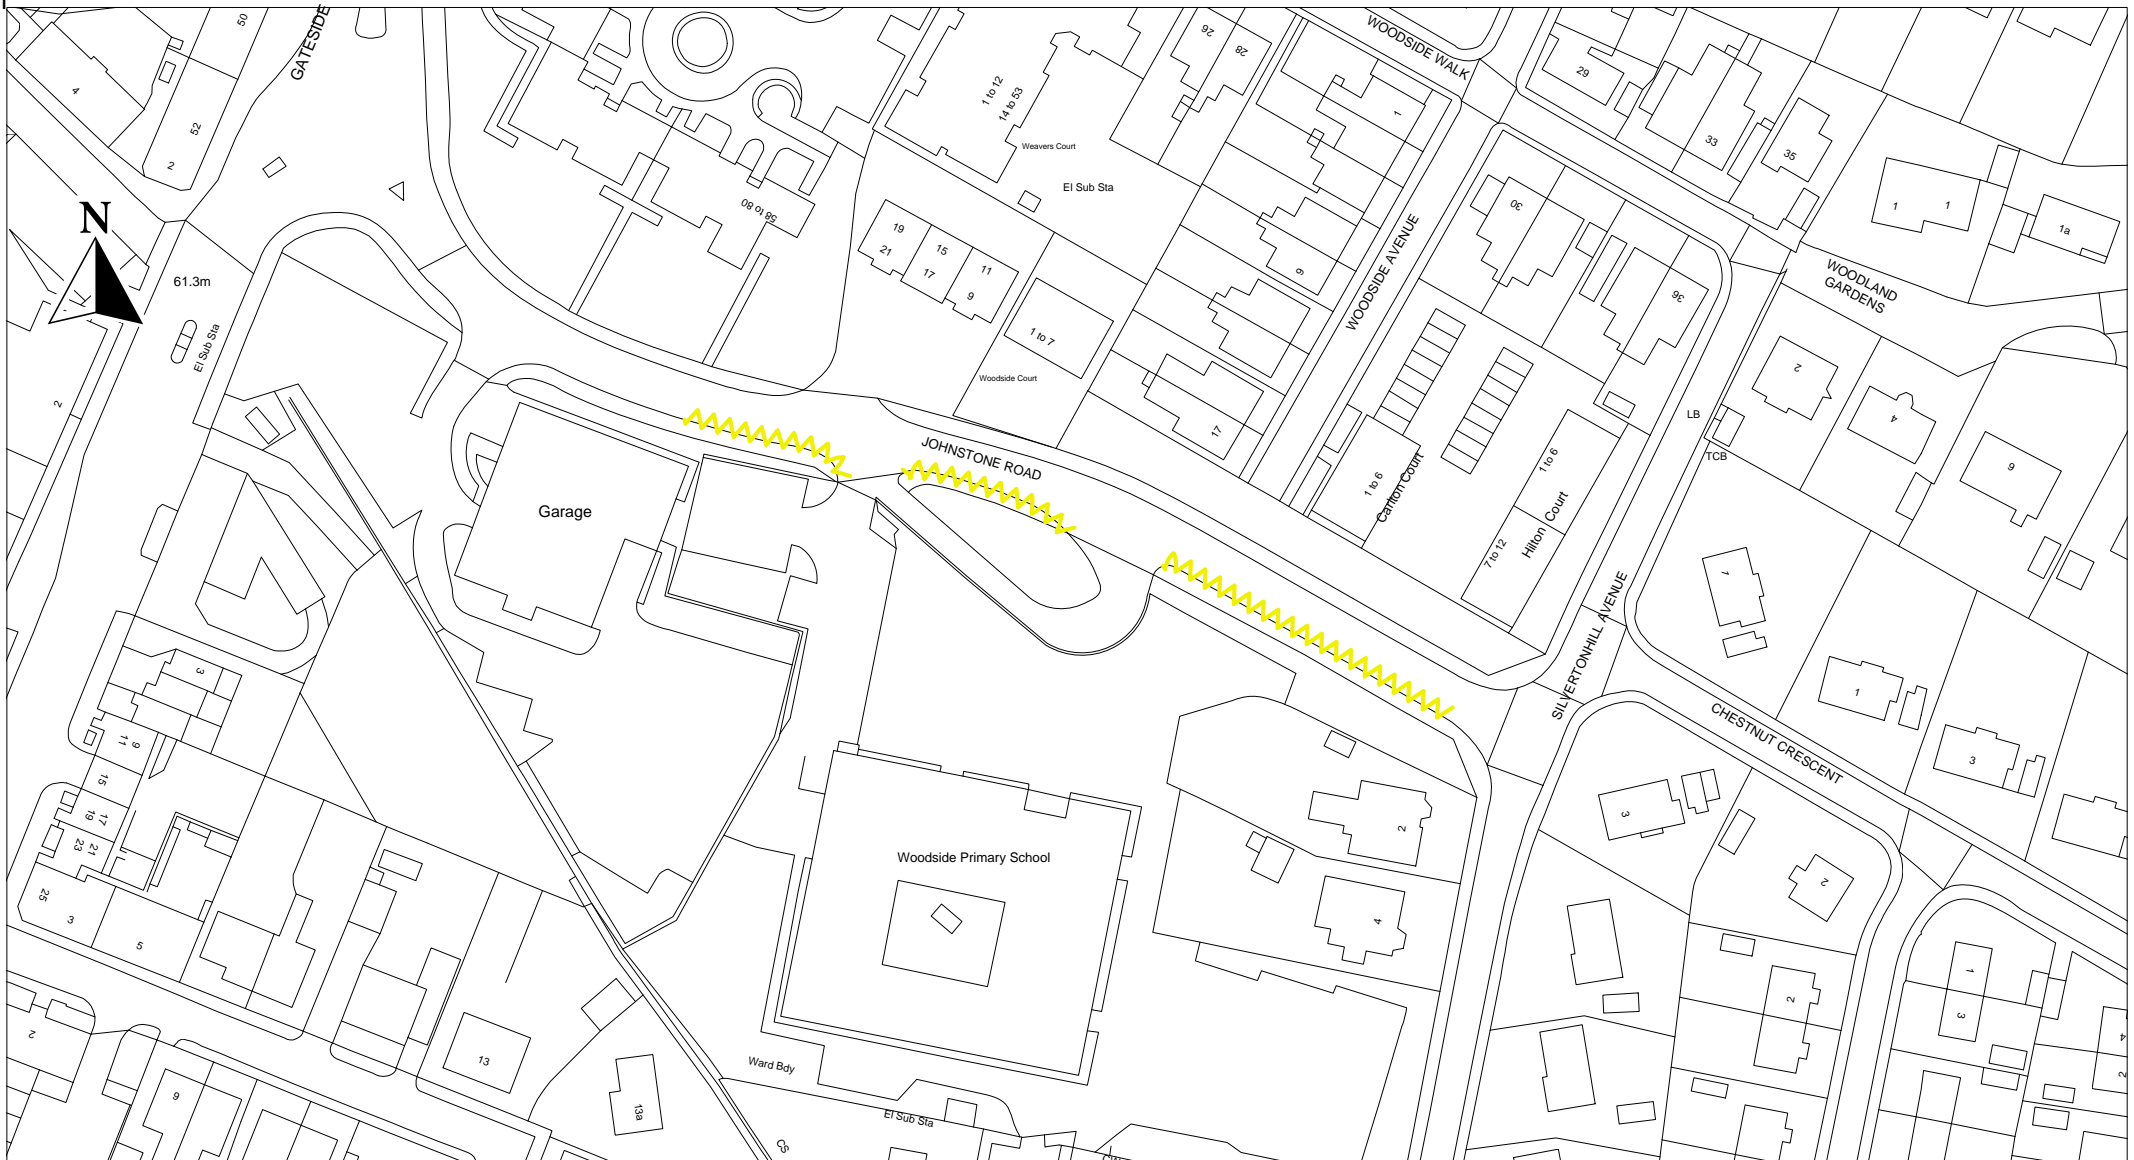 50
GATESIDE
WOODSIDE WALK
26
28
4
29
1 to 12
14 to 53
1
52
33
Weavers Court
35
2
El Sub Sta
58 to 80
N
30
1
1
1a
19
15
11
21
17
9
9
WOODSIDE AVENUE
61.3m
WOODLAND
GARDENS
36
El Sub Sta
1 to 7
2
Woodside Court
2
4
LB
17
JOHNSTONE ROAD
TCB
9
1 to 6
1 to 6
Carlton Court
Garage
Hilton Court
7 to 12
1
SILVERTONHILL AVENUE
3
1
CHESTNUT CRESCENT
9
11
3
15
3
17
19
2
21
23
Woodside Primary School
2
25
3
4
5
1
2
3
2
13
4
Ward Bdy
2
9
13a
El Sub Sta
CS